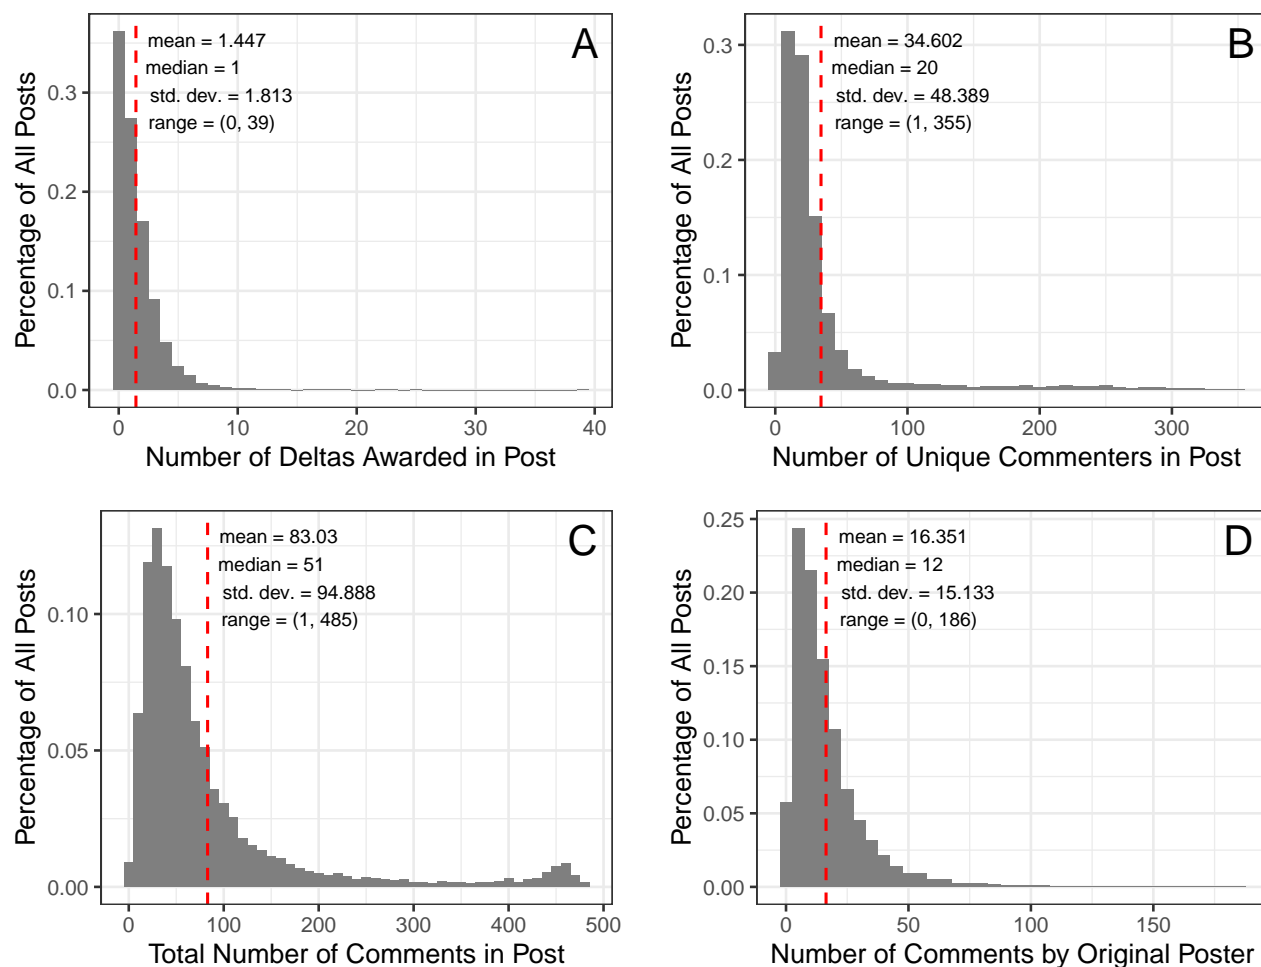 A
mean = 1.447
median = 1
std. dev. = 1.813
range = (0, 39)
Percentage of All Posts
0.3
0.2
0.1
0.0
0 10 20 30 40
Number of Deltas Awarded in Post
B
mean = 34.602
median = 20
std. dev. = 48.389
range = (1, 355)
Percentage of All Posts
0.3
0.2
0.1
0.0
0 100 200 300
Number of Unique Commenters in Post
C
mean = 83.03
median = 51
std. dev. = 94.888
range = (1, 485)
Percentage of All Posts
0.10
0.05
0.00
0 100 200 300 400 500
Total Number of Comments in Post
D
mean = 16.351
median = 12
std. dev. = 15.133
range = (0, 186)
Percentage of All Posts
0.25
0.20
0.15
0.10
0.05
0.00
0 50 100 150
Number of Comments by Original Poster